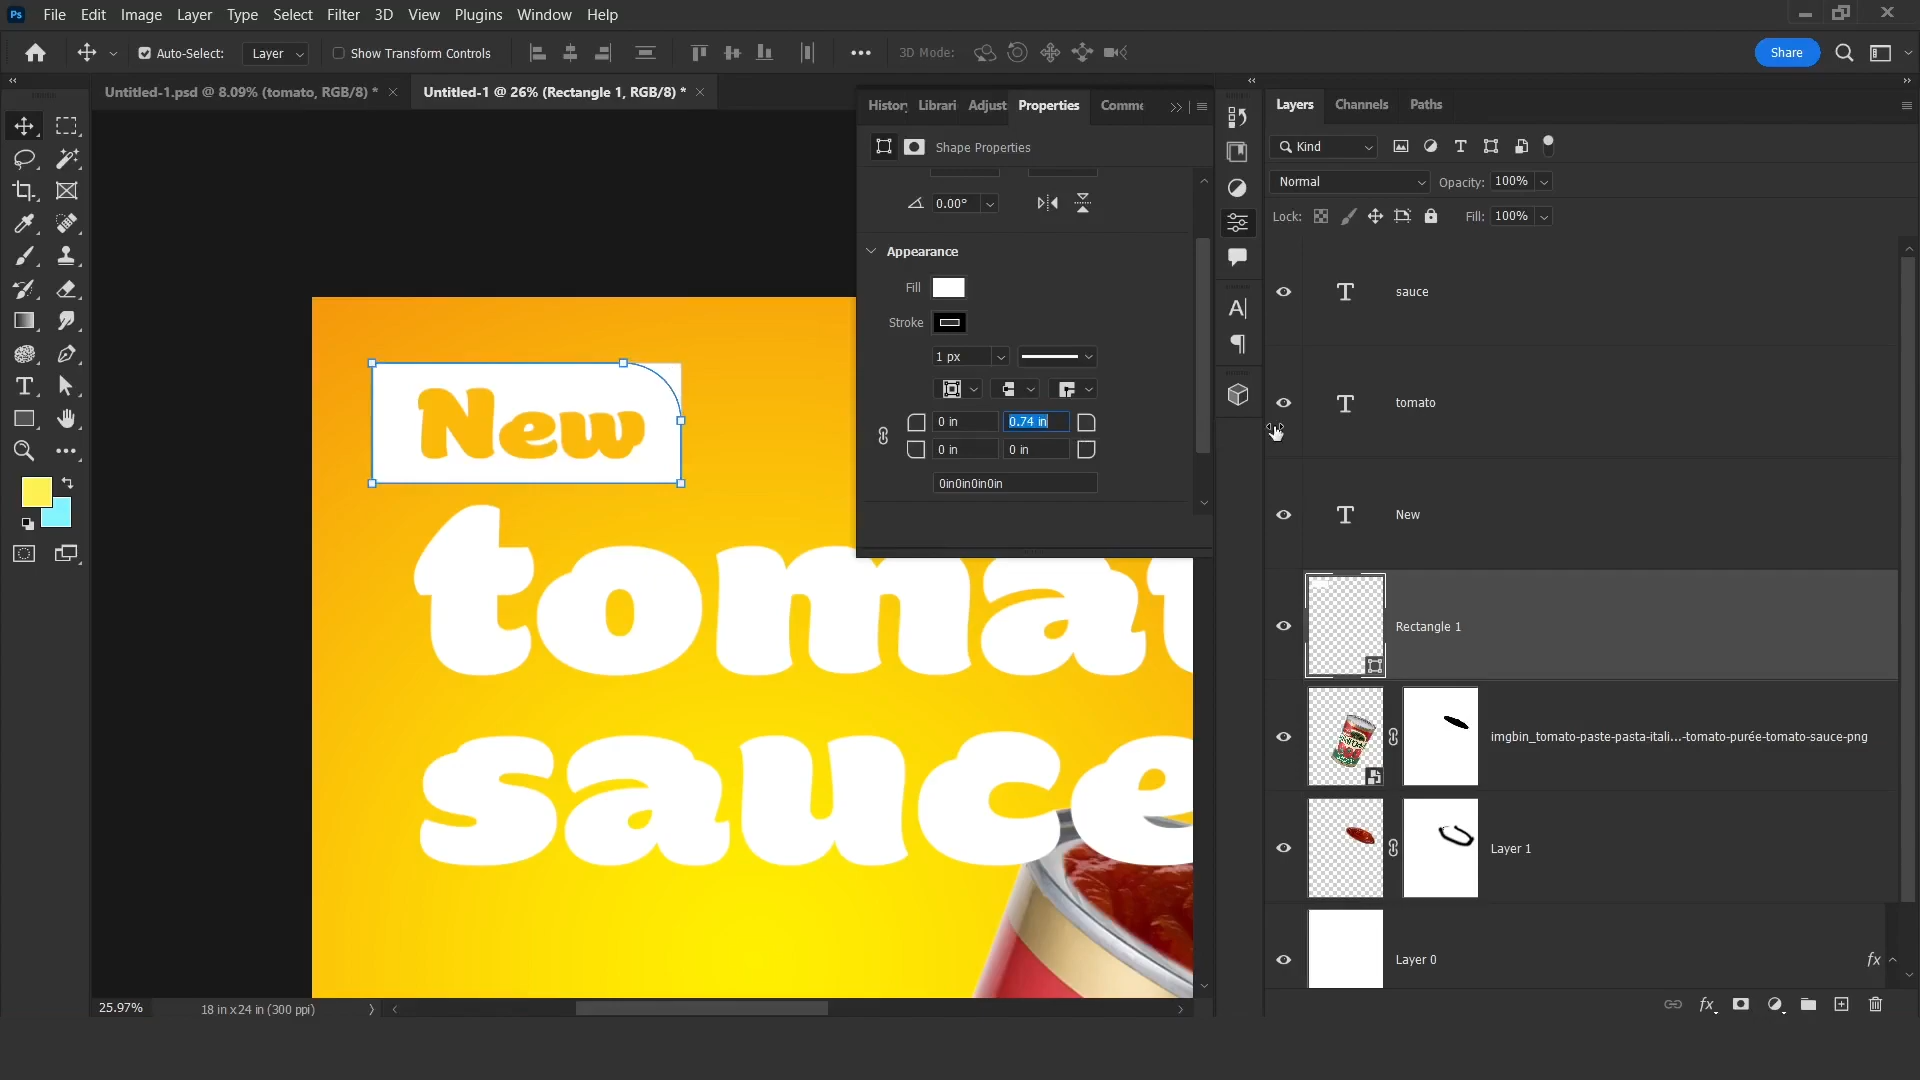 Ps File Edit Image Layer Type Select Filter 3D View Plugins Window Help
Auto-Select: Layer Show Transform Controls 3D Mode: Share
Untitled-1.psd @ 8.09% (tomato, RGB/8) * Untitled-1 @ 26% (Rectangle 1, RGB/8) *
Histor Librari Adjust Properties Comme
Shape Properties
0.00°
Appearance
Fill
Stroke
1 px
0 in 0.74 in
0 in 0 in
0in0in0in0in
New
tomat
sauce
Layers Channels Paths
Kind
Normal Opacity: 100%
Lock: Fill: 100%
sauce
tomato
New
Rectangle 1
imgbin_tomato-paste-pasta-itali...-tomato-purée-tomato-sauce-png
Layer 1
Layer 0 fx
25.97% 18 in x 24 in (300 ppi)
fx